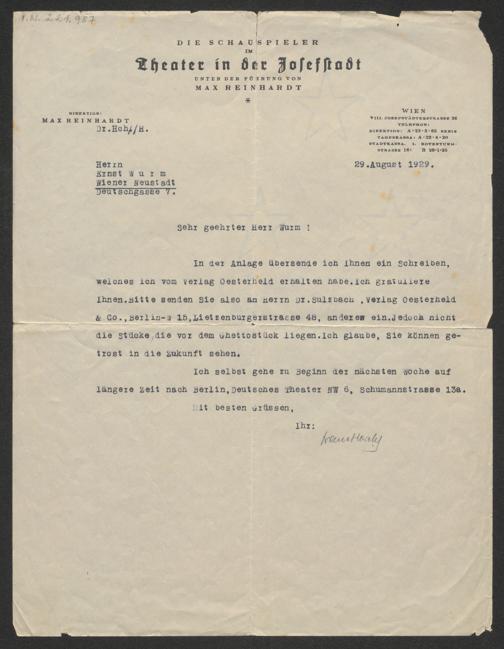 I.N. 221.987
DIE SCHAUSPIELER
IM
Theater in der Josefstadt
UNTER DER FÜHRUNG VON
MAX REINHARDT
DIREKTION:
MAX REINHARDT
Dr.Hch/H.
WIEN
VIII. JOSEFSTÄDTERSTRASSE 26
TELEPHON:
DIREKTION: A-23-5-65 SERIE
TAGESKASSA: A-22-4-20
STADTKASSA, I. ROTENTURM-
STRASSE 16: R 28-1-25
29.August 1929.
Herrn
Ernst W u r m
Wiener Neustadt
Deutschgasse 7.
Sehr geehrter Herr Wurm !
In der Anlage übersende ich Ihnen ein Schreiben,
welches ich vom Verlag Oesterheld erhalten habe.Ich gratuliere
Ihnen.Bitte senden Sie also an Herrn Dr.Sulzbach ,Verlag Oesterheld
& Co.,Berlin-W 15,Lietzenburgerstrasse 48, anderes ein.Jedoch nicht
die Stücke,die vor dem Ghettostück liegen.Ich glaube, Sie können ge-
trost in die Zukunft sehen.
Ich selbst gehe zu Beginn der nächsten Woche auf
längere Zeit nach Berlin,Deutsches Theater NW 6, Schumannstrasse 13a.
Mit besten Grüssen,
Ihr: